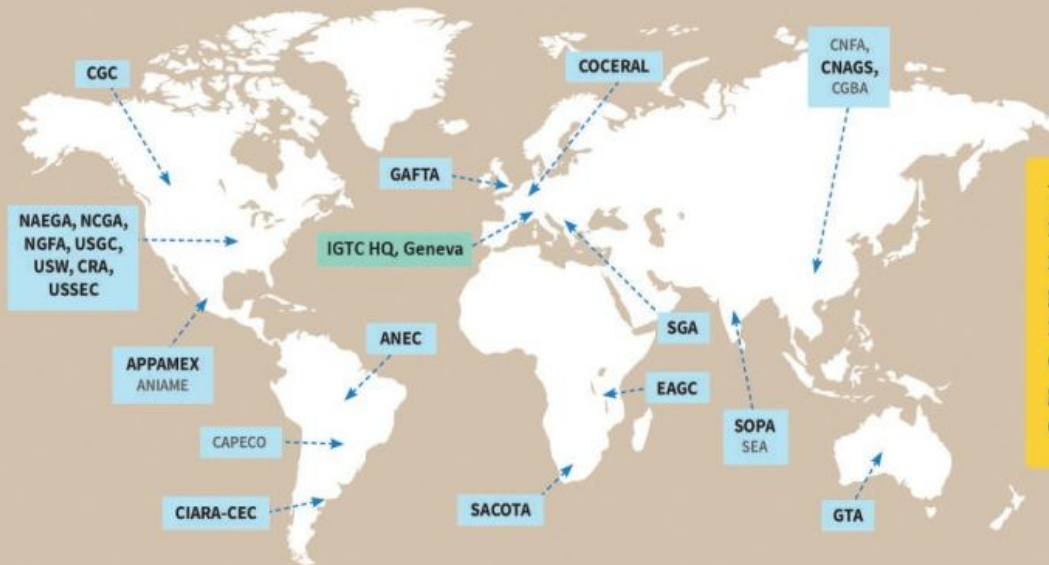 CGC
COCERAL
CNFA,
CNAGS,
CGBA
GAFTA
NAEGA, NCGA,
NGFA, USGC,
USW, CRA,
USSEC
IGTC HQ, Geneva
SGA
APPAMEX
ANIAME
ANEC
EAGC
CAPECO
SOPA
SEA
CIARA-CEC
SACOTA
GTA